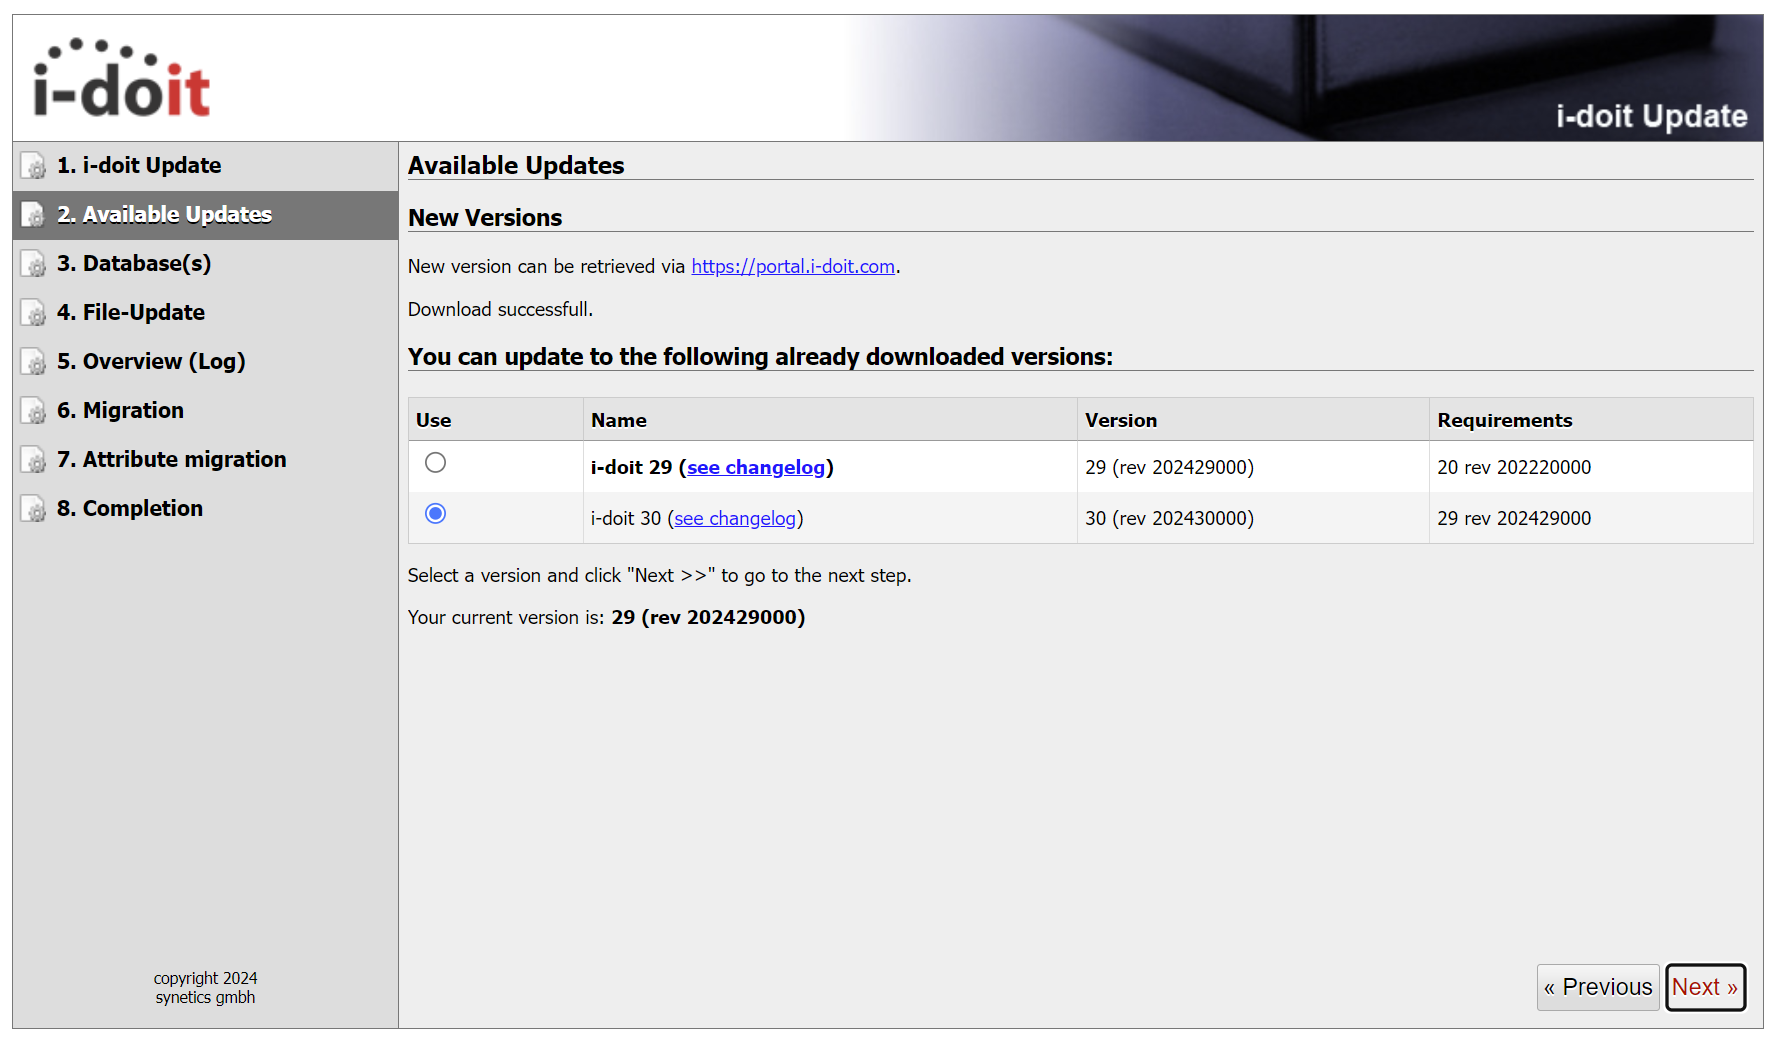 i-doit
i-doit Update
1. i-doit Update
2. Available Updates
3. Database(s)
4. File-Update
5. Overview (Log)
6. Migration
7. Attribute migration
8. Completion
copyright 2024
synetics gmbh
Available Updates
New Versions
New version can be retrieved via https://portal.i-doit.com.
Download successfull.
You can update to the following already downloaded versions:
Use Name Version Requirements
i-doit 29 (see changelog) 29 (rev 202429000) 20 rev 202220000
i-doit 30 (see changelog) 30 (rev 202430000) 29 rev 202429000
Select a version and click "Next >>" to go to the next step.
Your current version is: 29 (rev 202429000)
« Previous Next »